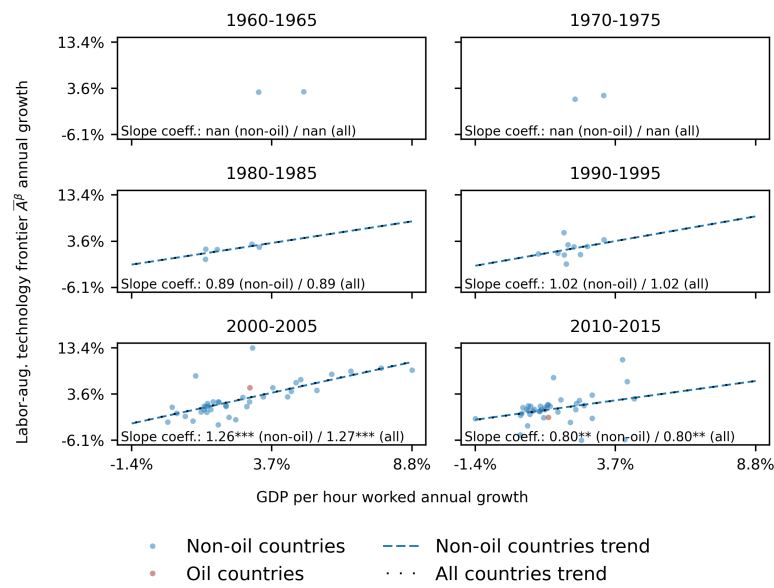 1960-1965
1970-1975
13.4%
3.6%
-6.1%
Slope coeff.: nan (non-oil) / nan (all)
Slope coeff.: nan (non-oil) / nan (all)
1980-1985
1990-1995
13.4%
3.6%
-6.1%
Slope coeff.: 0.89 (non-oil) / 0.89 (all)
Slope coeff.: 1.02 (non-oil) / 1.02 (all)
2000-2005
2010-2015
13.4%
3.6%
-6.1%
Slope coeff.: 1.26*** (non-oil) / 1.27*** (all)
Slope coeff.: 0.80** (non-oil) / 0.80** (all)
-1.4%
3.7%
8.8%
-1.4%
3.7%
8.8%
Labor-aug. technology frontier A̅ᵝ annual growth
GDP per hour worked annual growth
Non-oil countries
Non-oil countries trend
Oil countries
All countries trend